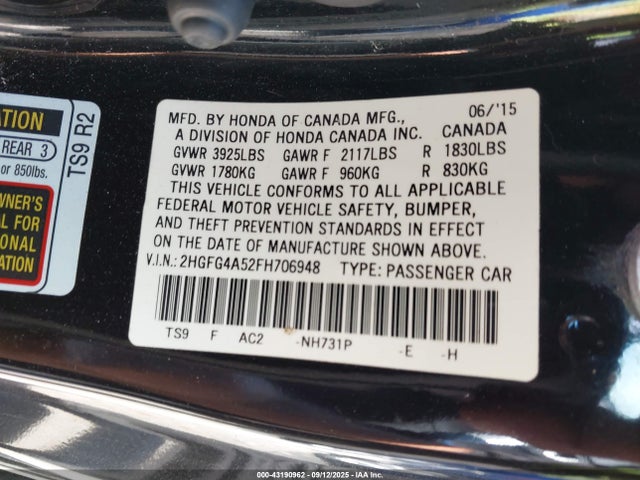 ATION
REAR 3
or 850lbs.
WNER'S
AL FOR
TIONAL
ATION
TS9 R2
MFD. BY HONDA OF CANADA MFG., 06/'15
A DIVISION OF HONDA CANADA INC. CANADA
GVWR 3925LBS GAWR F 2117LBS R 1830LBS
GVWR 1780KG GAWR F 960KG R 830KG
THIS VEHICLE CONFORMS TO ALL APPLICABLE
FEDERAL MOTOR VEHICLE SAFETY, BUMPER,
AND THEFT PREVENTION STANDARDS IN EFFECT
ON THE DATE OF MANUFACTURE SHOWN ABOVE.
V.I.N.: 2HGFG4A52FH706948 TYPE: PASSENGER CAR
TS9 F AC2 -NH731P -E -H
000-43190962 - 09/12/2025 - IAA Inc.